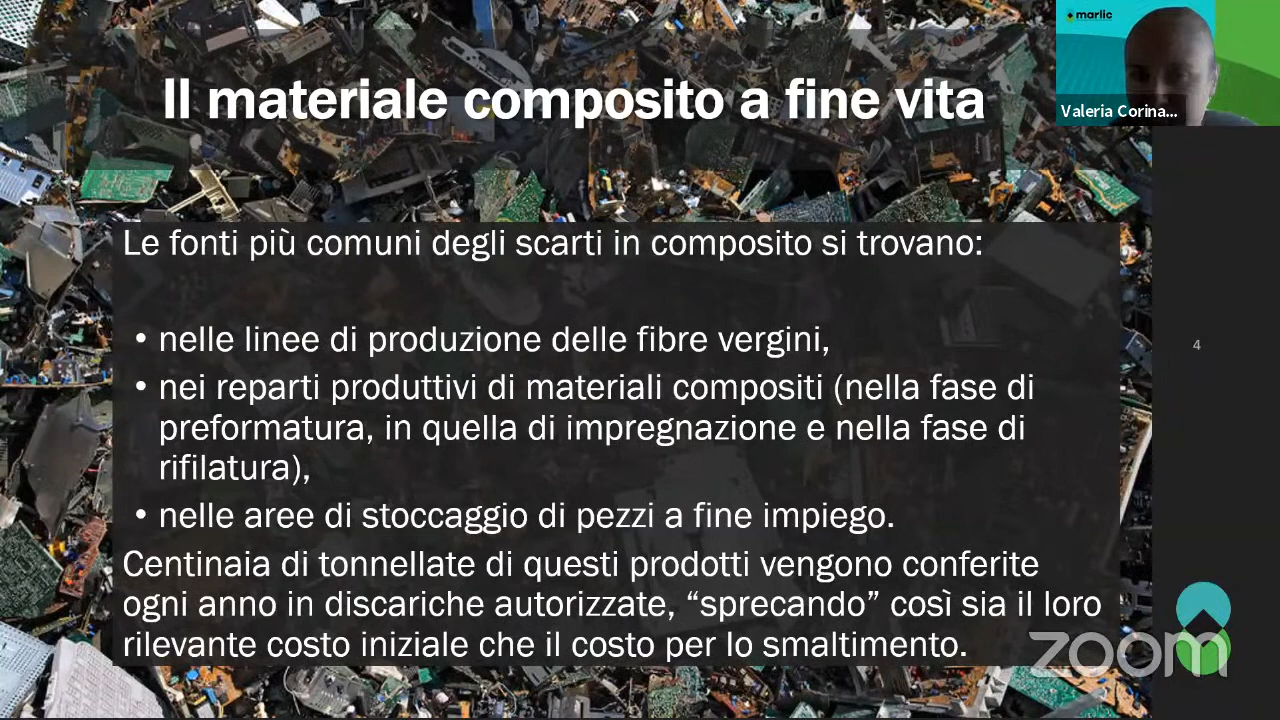 Il materiale composito a fine vita
marlic
Valeria Corina...
Le fonti più comuni degli scarti in composito si trovano:
• nelle linee di produzione delle fibre vergini,
• nei reparti produttivi di materiali compositi (nella fase di
preformatura, in quella di impregnazione e nella fase di
rifilatura),
• nelle aree di stoccaggio di pezzi a fine impiego.
Centinaia di tonnellate di questi prodotti vengono conferite
ogni anno in discariche autorizzate, “sprecando” così sia il loro
rilevante costo iniziale che il costo per lo smaltimento.
4
zoom